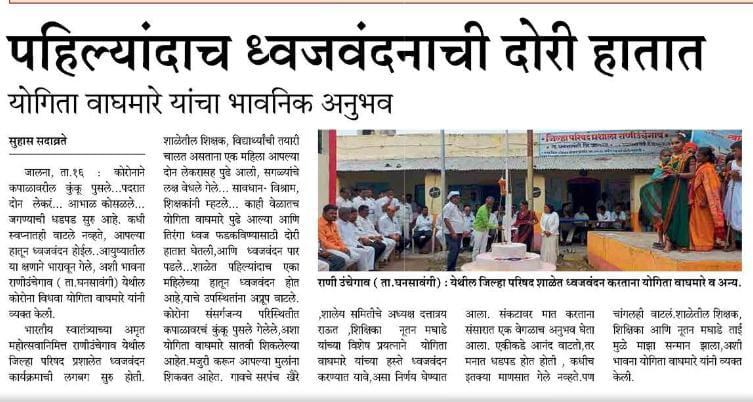 पहिल्यांदाच ध्वजवंदनाची दोरी हातात
योगिता वाघमारे यांचा भावनिक अनुभव
सुहास सदाव्रते
जालना, ता.१६ : कोरोनाने
कपाळावरील कुंकू पुसले...पदरात
दोन लेकरं... आभाळ कोसळले...
जगण्याची धडपड सुरु आहे. कधी
स्वप्नातही वाटले नव्हते, आपल्या
हातून ध्वजवंदन होईल..आयुष्यातील
या क्षणाने भारावून गेले, अशी भावना
राणीउंचेगाव (ता.घनसावंगी) येथील
कोरोना विधवा योगिता वाघमारे यांनी
व्यक्त केली.
भारतीय स्वातंत्र्याच्या अमृत
महोत्सवानिमित्त राणीउंचेगाव येथील
जिल्हा परिषद प्रशालेत ध्वजवंदन
कार्यक्रमाची लगबग सुरु होती.
शाळेतील शिक्षक, विद्यार्थ्यांची तयारी
चालत असताना एक महिला आपल्या
दोन लेकरासह पुढे आली, सगळ्यांचे
लक्ष वेधले गेले... सावधान- विश्राम,
शिक्षकांनी म्हटले... काही वेळातच
योगिता वाघमारे पुढे आल्या आणि
तिरंगा ध्वज फडकविण्यासाठी दोरी
हातात घेतली,आणि ध्वजवंदन पार
पडले...शाळेत पहिल्यांदाच एका
महिलेच्या हातून ध्वजवंदन होत
आहे,याचे उपस्थितांना अप्रूप वाटले.
कोरोना संसर्गजन्य परिस्थितीत
कपाळावरचं कुंकू पुसले गेलेले,अशा
योगिता वाघमारे सातवी शिकलेल्या
आहेत.मजुरी करून आपल्या मुलांना
शिकवत आहेत. गावचे सरपंच खैरे
जिल्हा परिषद प्रशाला राणीउंचेगाव
राणी उंचेगाव ( ता.घनसावंगी) : येथील जिल्हा परिषद शाळेत ध्वजवंदन करताना योगिता वाघमारे व अन्य.
,शालेय समितीचे अध्यक्ष दत्तात्रय
राऊत ,शिक्षिका नूतन मघाडे
यांच्या विशेष प्रयत्नाने योगिता
वाघमारे यांच्या हस्ते ध्वजवंदन
करण्यात यावे,असा निर्णय घेण्यात
आला. संकटावर मात करताना
संसारात एक वेगळाच अनुभव घेता
आला. एकीकडे आनंद वाटतो,तर
मनात धडपड होत होती , कधीच
इतक्या माणसात गेले नव्हते.पण
चांगलही वाटलं.शाळेतील शिक्षक,
शिक्षिका आणी नूतन मघाडे ताई
मुळे माझा सन्मान झाला,अशी
भावना योगिता वाघमारे यांनी व्यक्त
केली.